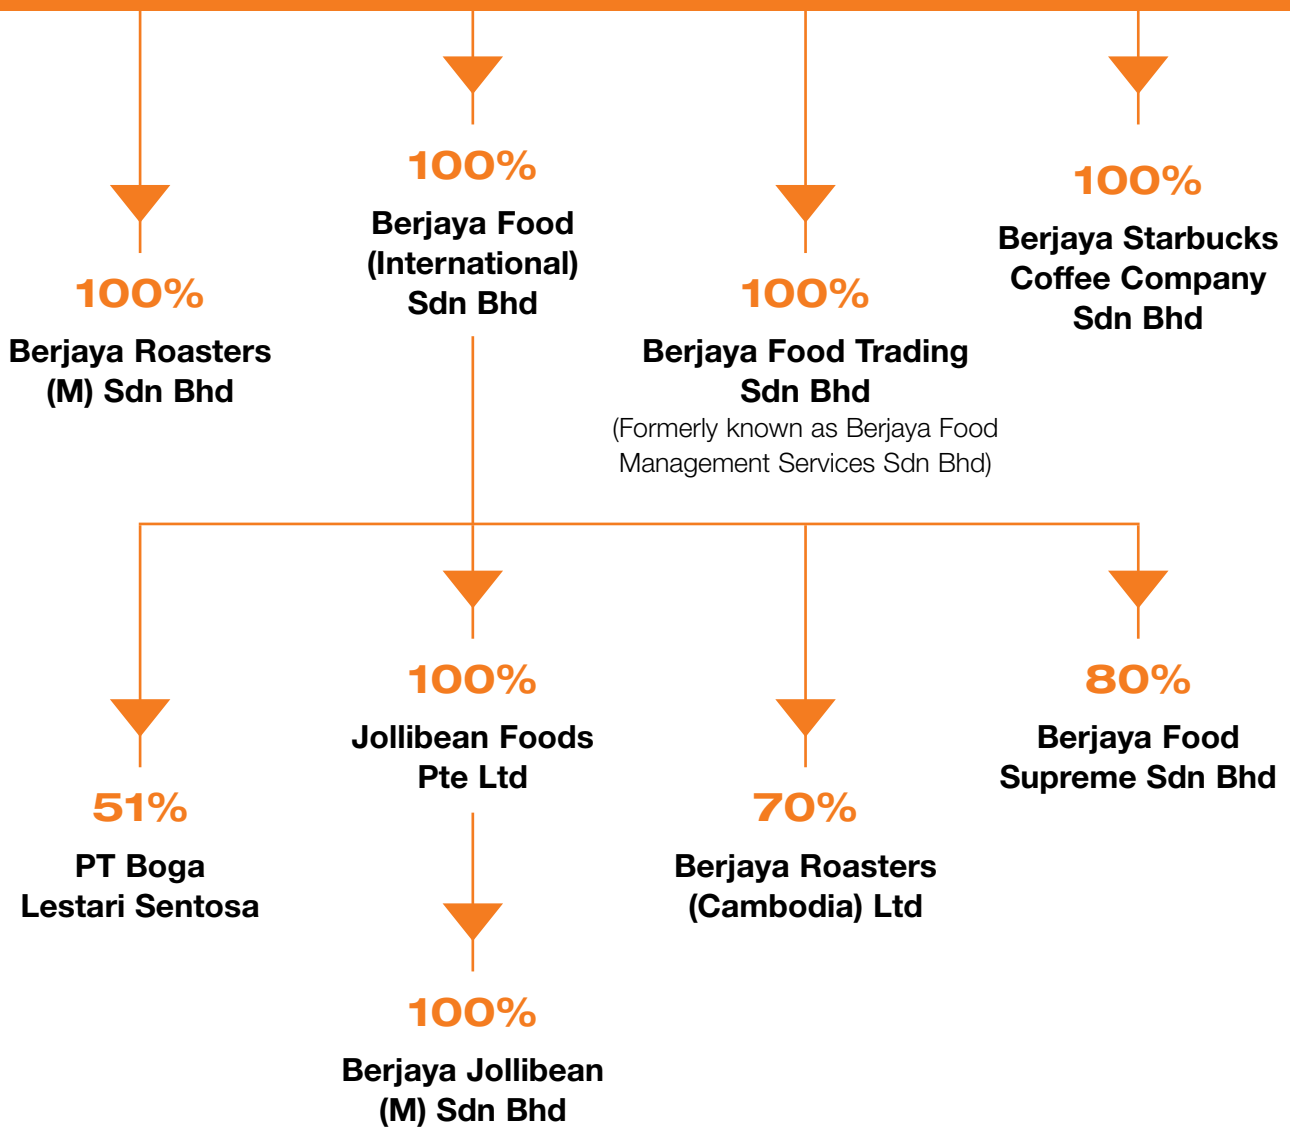 100%
Berjaya Roasters
(M) Sdn Bhd
100%
Berjaya Food
(International)
Sdn Bhd
100%
Berjaya Food Trading
Sdn Bhd
(Formerly known as Berjaya Food
Management Services Sdn Bhd)
100%
Berjaya Starbucks
Coffee Company
Sdn Bhd
51%
PT Boga
Lestari Sentosa
100%
Jollibean Foods
Pte Ltd
100%
Berjaya Jollibean
(M) Sdn Bhd
70%
Berjaya Roasters
(Cambodia) Ltd
80%
Berjaya Food
Supreme Sdn Bhd